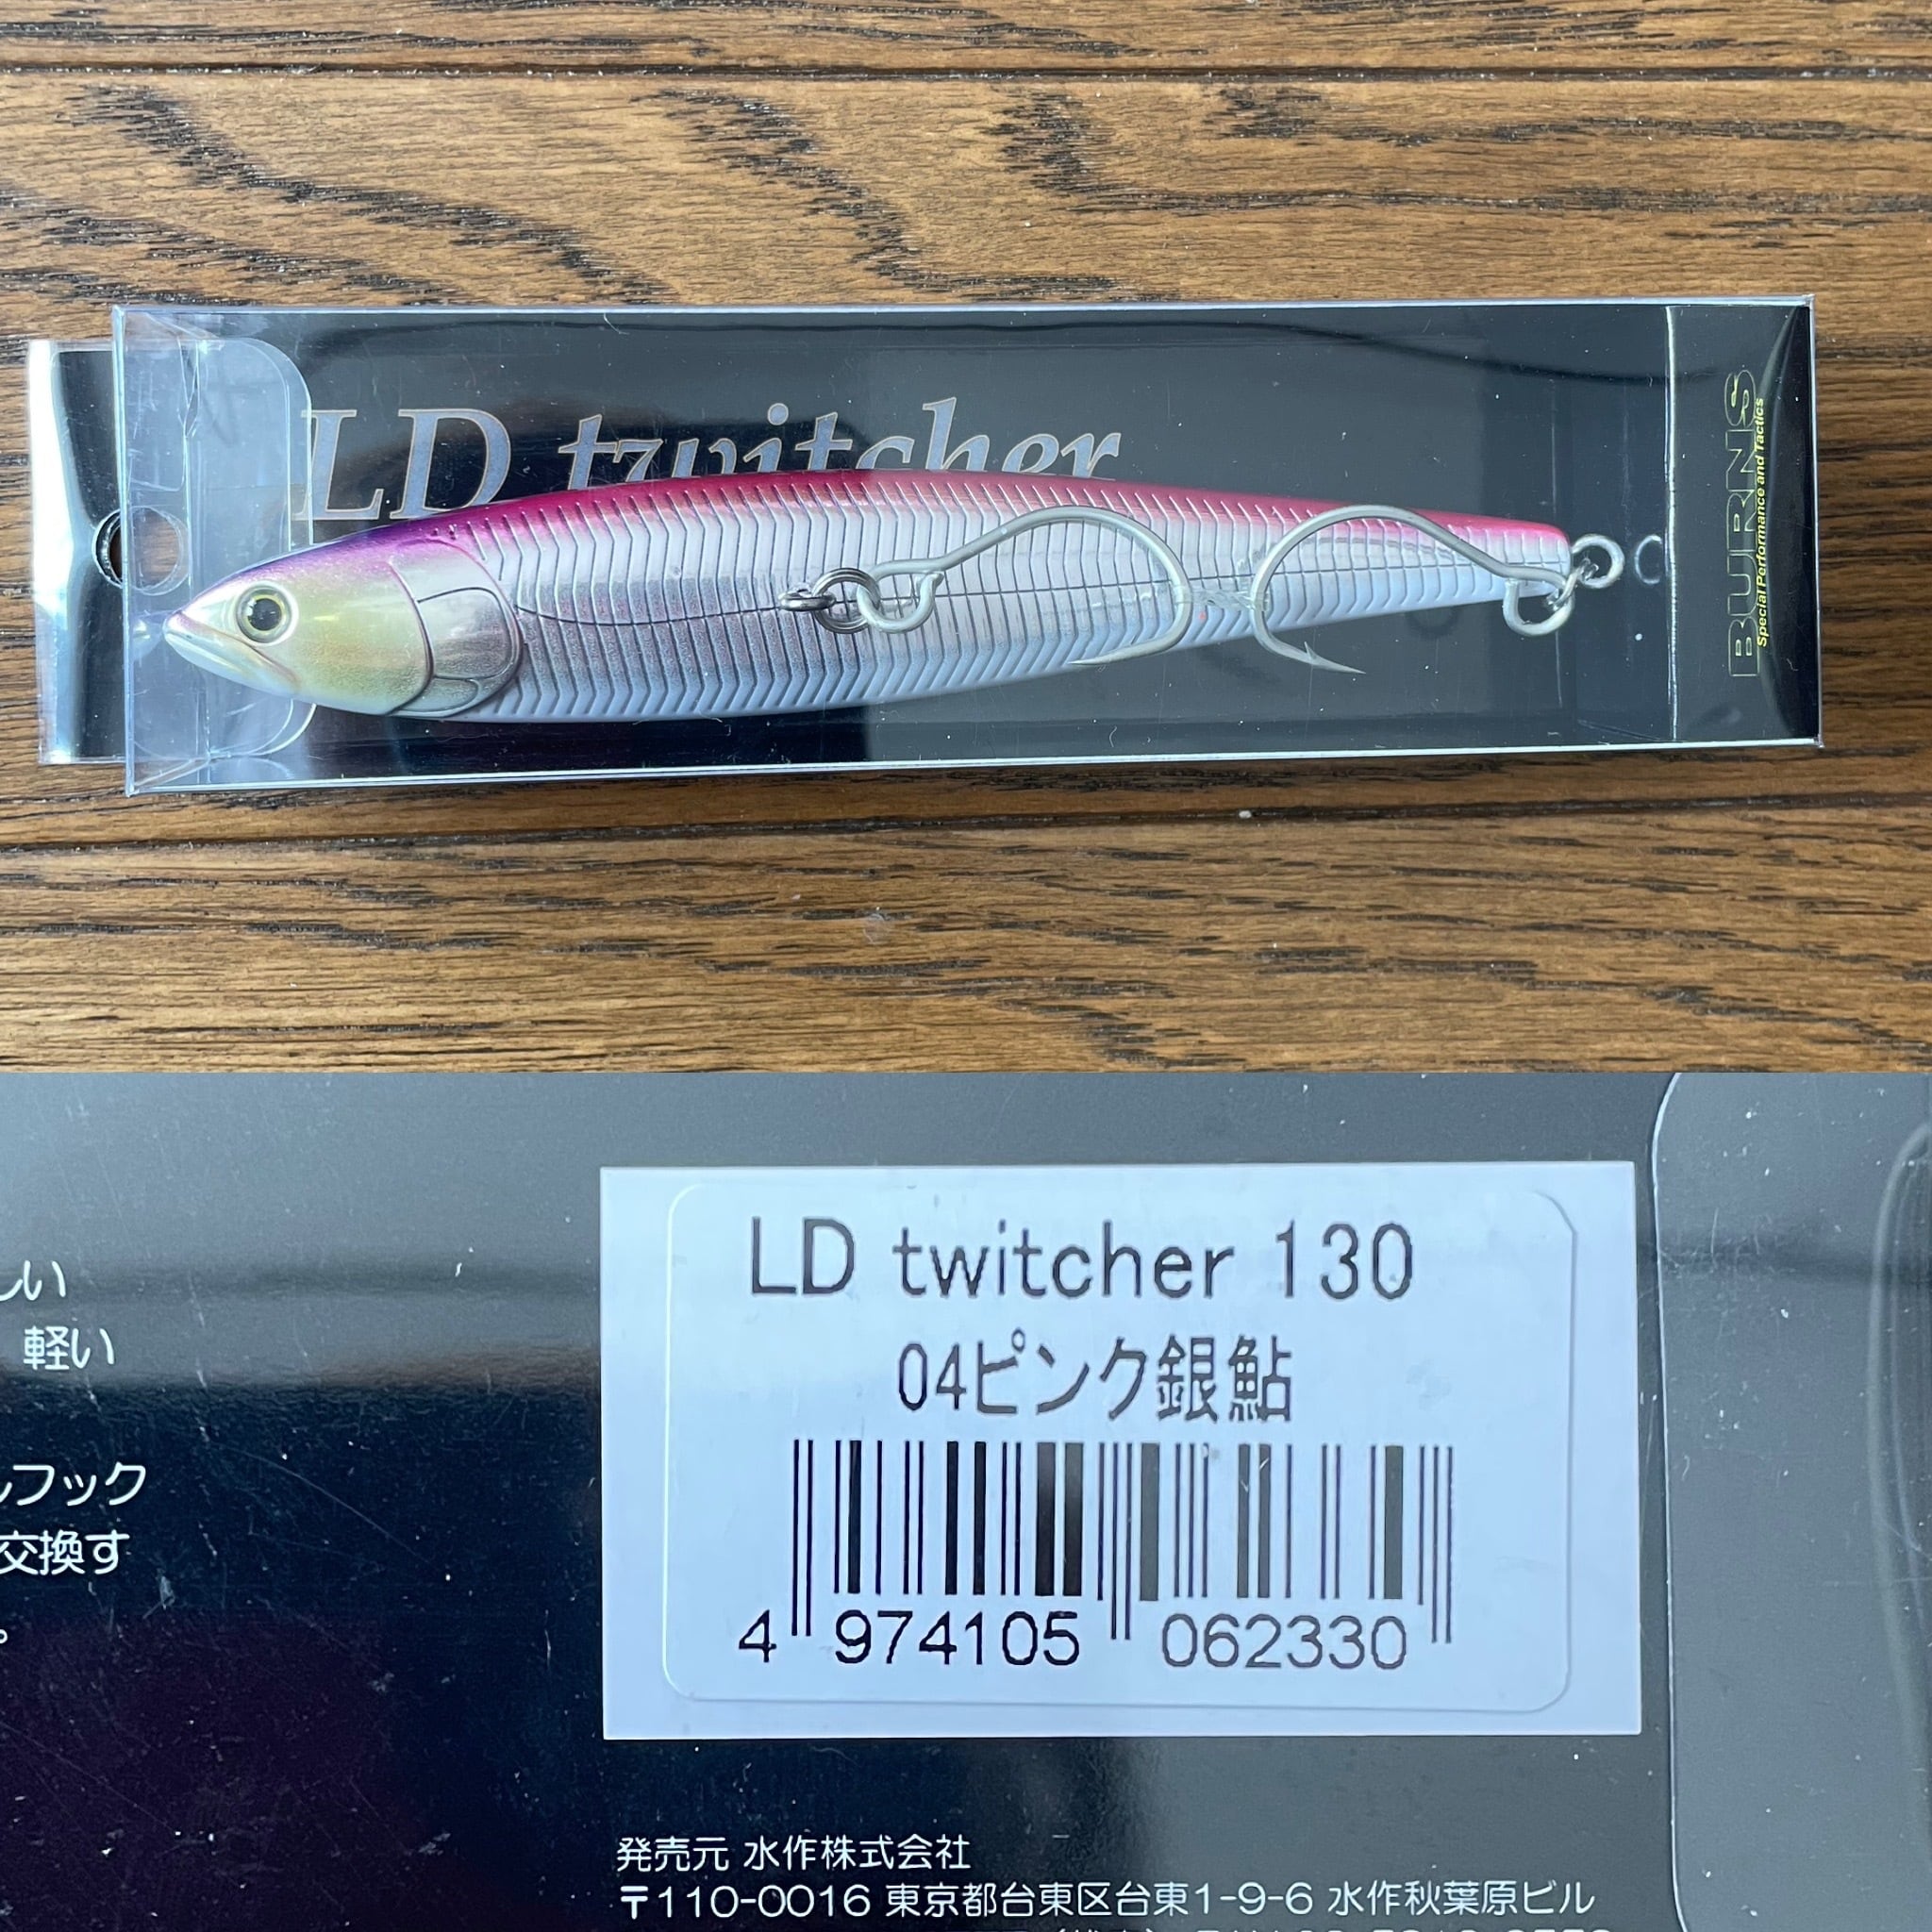 LD twitcher
BURNS
Special Performance and Tactics
しい
軽い
ルフック
交換す
。
LD twitcher 130
04ピンク銀鮎
4 974105 062330
発売元 水作株式会社
〒110-0016 東京都台東区台東1-9-6 水作秋葉原ビル